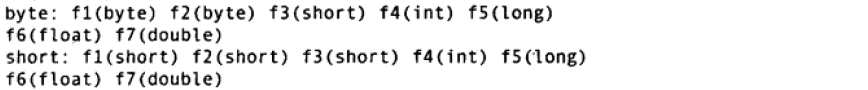 byte: f1(byte) f2(byte) f3(short) f4(int) f5(long)
f6(float) f7(double)
short: f1(short) f2(short) f3(short) f4(int) f5(long)
f6(float) f7(double)